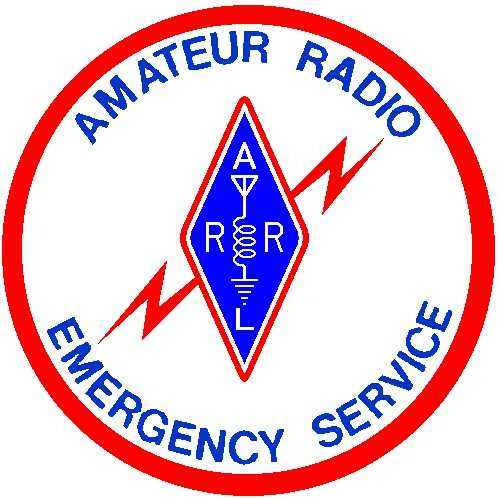 AMATEUR RADIO
A
R R
L
EMERGENCY SERVICE